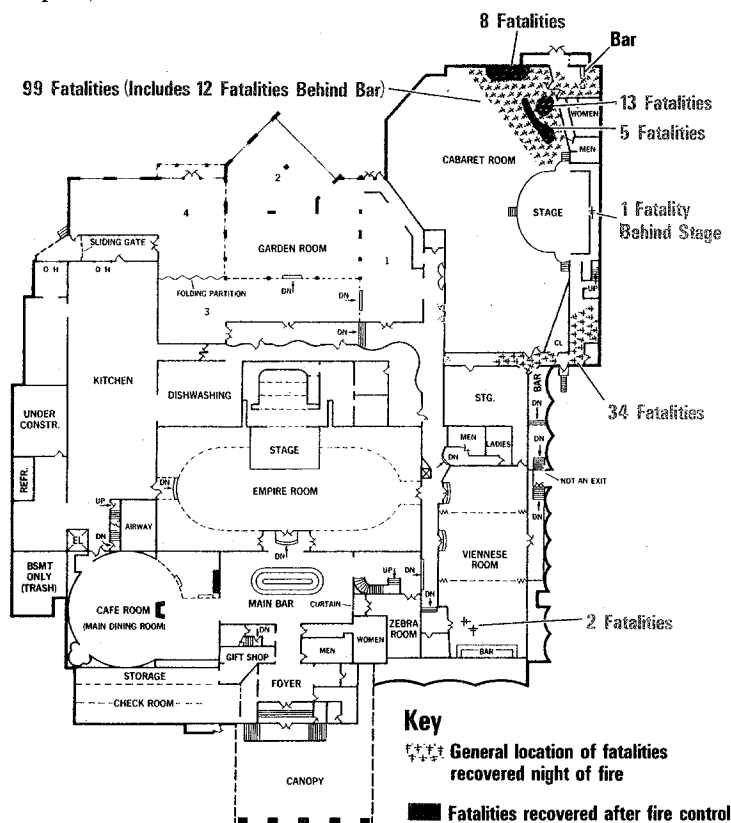 8 Fatalities
Bar
99 Fatalities (Includes 12 Fatalities Behind Bar)
13 Fatalities
WOMEN
5 Fatalities
MEN
CABARET ROOM
2
4
STAGE
1 Fatality
Behind Stage
SLIDING GATE
GARDEN ROOM
1
O H
O H
FOLDING PARTITION
DN
DN
UP
3
DN
CL
KITCHEN
DISHWASHING
BAR
STG.
DN
34 Fatalities
UNDER
CONSTR.
MEN
LADIES
DN
STAGE
DN
REFR.
DN
EMPIRE ROOM
NOT AN EXIT
UP
AIRWAY
DN
EL
DN
DN
VIENNESE
ROOM
BSMT
ONLY
(TRASH)
UP
DN
MAIN BAR
DN
CAFE ROOM
(MAIN DINING ROOM)
CURTAIN
ZEBRA
ROOM
2 Fatalities
DN
WOMEN
GIFT SHOP
MEN
BAR
STORAGE
FOYER
CHECK ROOM
Key
General location of fatalities
recovered night of fire
CANOPY
Fatalities recovered after fire control